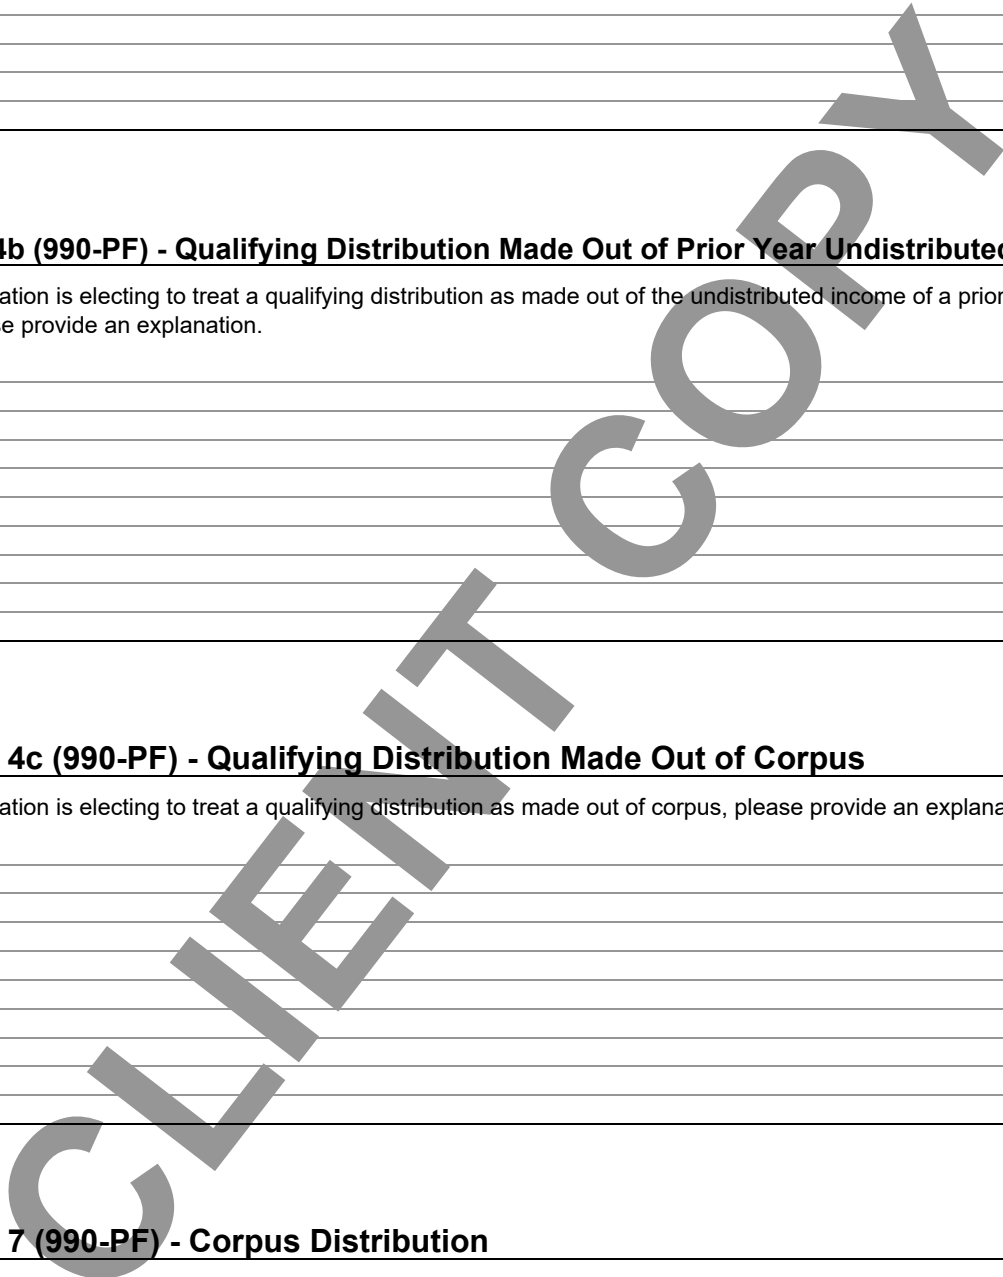 4b (990-PF) - Qualifying Distribution Made Out of Prior Year Undistributed
ation is electing to treat a qualifying distribution as made out of the undistributed income of a prior
e provide an explanation.
4c (990-PF) - Qualifying Distribution Made Out of Corpus
ation is electing to treat a qualifying distribution as made out of corpus, please provide an explana
7 (990-PF) - Corpus Distribution
CLIENT COPY